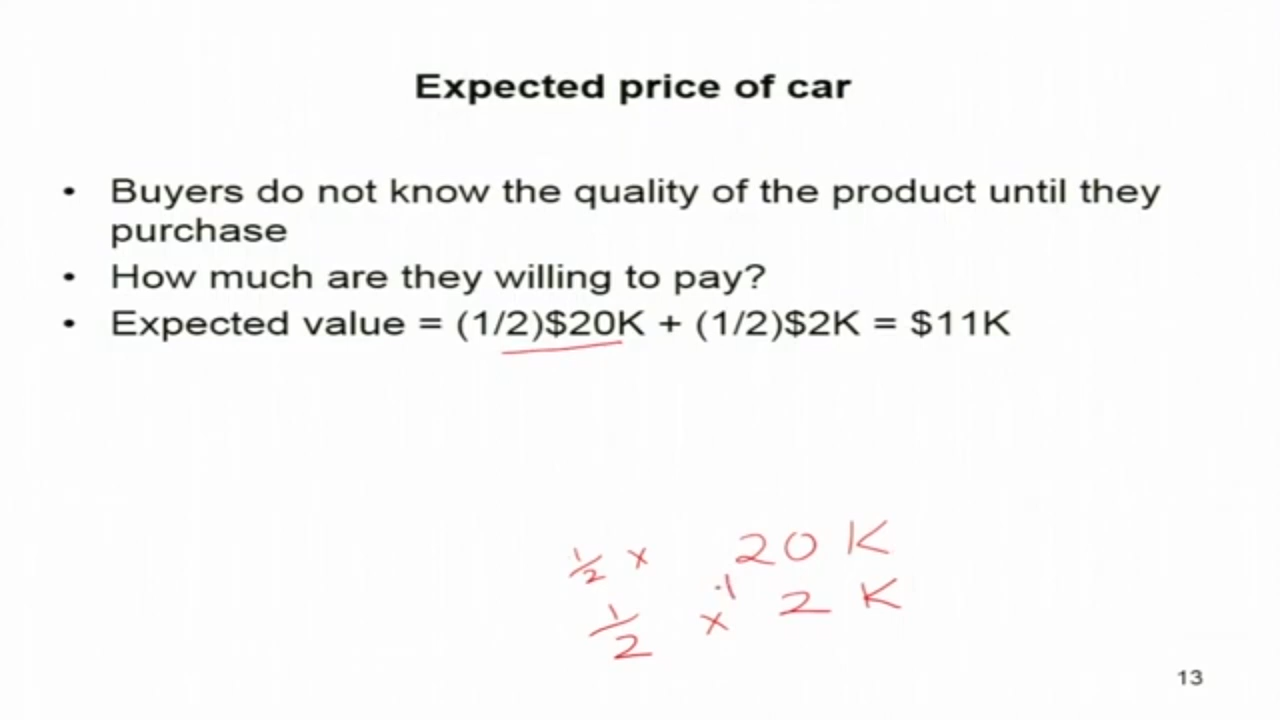 Expected price of car
• Buyers do not know the quality of the product until they
purchase
• How much are they willing to pay?
• Expected value = (1/2)$20K + (1/2)$2K = $11K
1/2 x 20 K
1/2 x 2 K
13